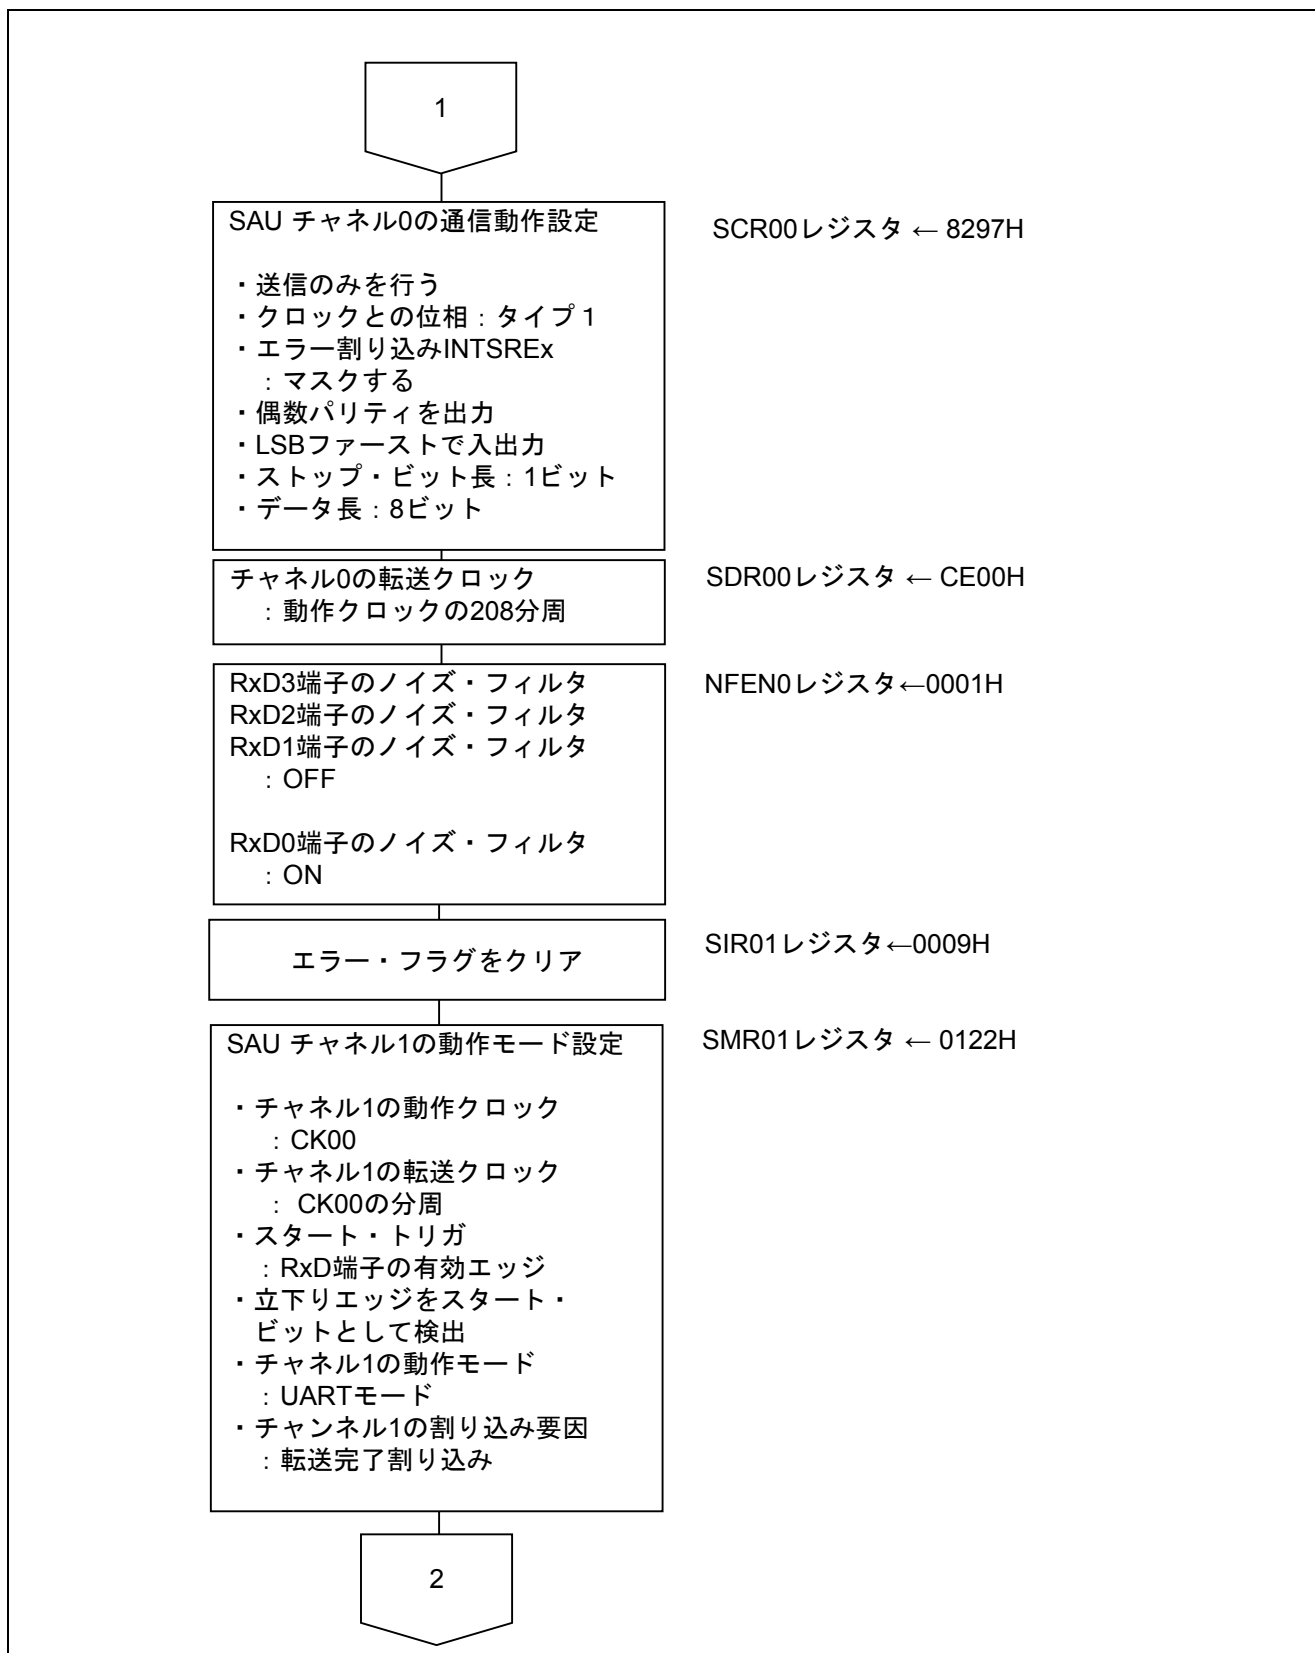 1
SAU チャネル0の通信動作設定
SCR00レジスタ ← 8297H
・送信のみを行う
・クロックとの位相：タイプ１
・エラー割り込みINTSREx
：マスクする
・偶数パリティを出力
・LSBファーストで入出力
・ストップ・ビット長：1ビット
・データ長：8ビット
チャネル0の転送クロック
：動作クロックの208分周
SDR00レジスタ ← CE00H
RxD3端子のノイズ・フィルタ
RxD2端子のノイズ・フィルタ
RxD1端子のノイズ・フィルタ
：OFF
RxD0端子のノイズ・フィルタ
：ON
NFEN0レジスタ←0001H
エラー・フラグをクリア
SIR01レジスタ←0009H
SAU チャネル1の動作モード設定
SMR01レジスタ ← 0122H
・チャネル1の動作クロック
：CK00
・チャネル1の転送クロック
： CK00の分周
・スタート・トリガ
：RxD端子の有効エッジ
・立下りエッジをスタート・
ビットとして検出
・チャネル1の動作モード
：UARTモード
・チャンネル1の割り込み要因
：転送完了割り込み
2